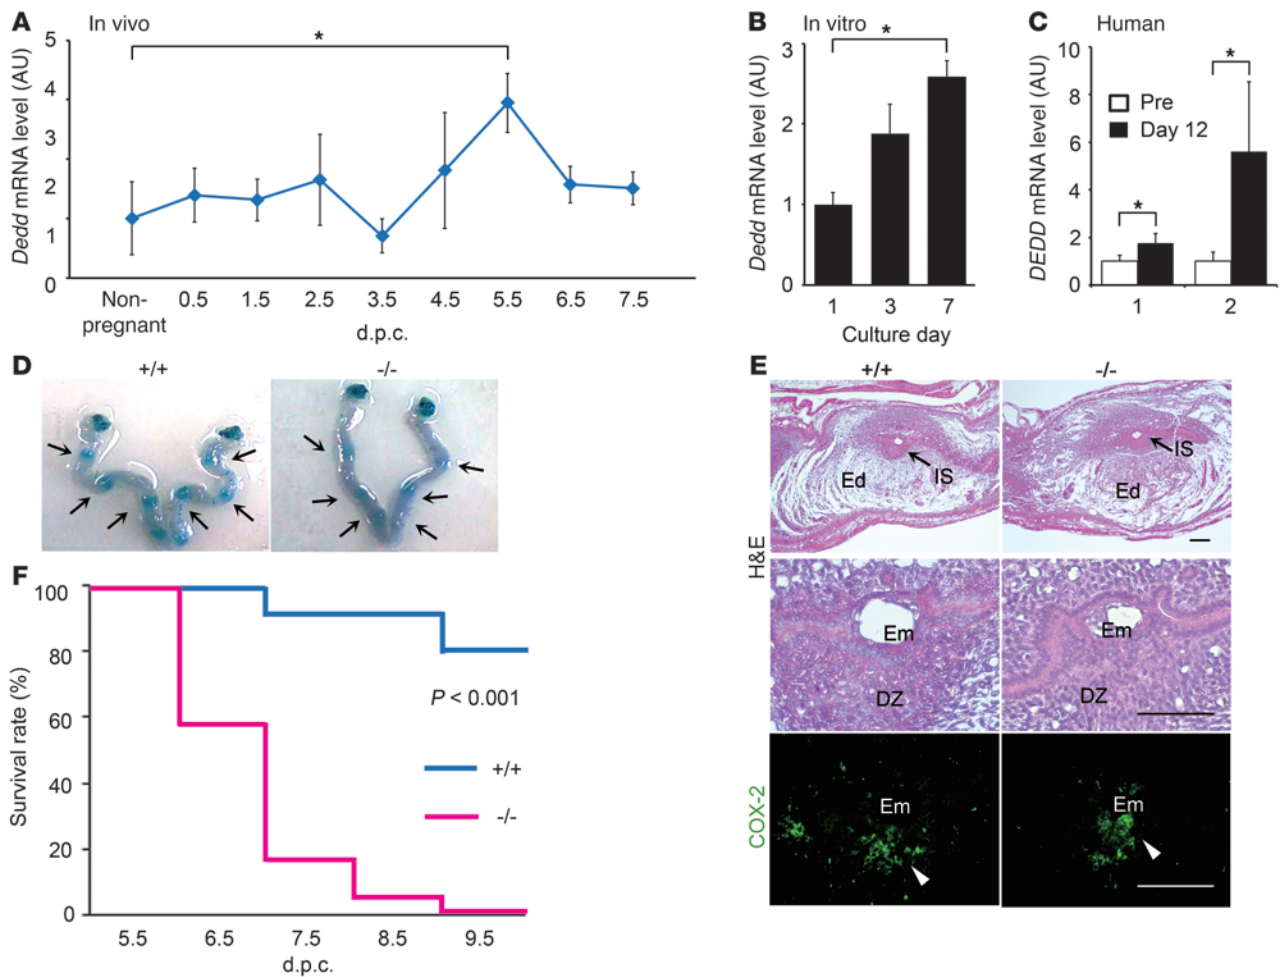 A In vivo
Dedd mRNA level (AU)
5
4
3
2
1
0
*
Non-pregnant 0.5 1.5 2.5 3.5 4.5 5.5 6.5 7.5
d.p.c.
B In vitro
Dedd mRNA level (AU)
3
2
1
0
*
1 3 7
Culture day
C Human
DEDD mRNA level (AU)
10
8
6
4
2
0
Pre
Day 12
*
*
1 2
D
+/+ -/-
E
+/+ -/-
H&E
Ed IS
Ed IS
Em
DZ
Em
DZ
COX-2
Em
Em
F
Survival rate (%)
100
80
60
40
20
0
P < 0.001
+/+
-/-
5.5 6.5 7.5 8.5 9.5
d.p.c.